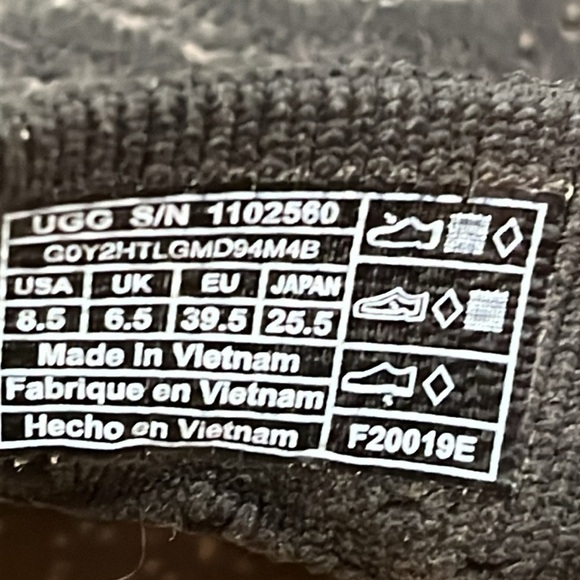 UGG S/N 1102560
G0Y2HTLGMD94M4B
USA UK EU JAPAN
8.5 6.5 39.5 25.5
Made in Vietnam
Fabrique en Vietnam
Hecho en Vietnam
F20019E